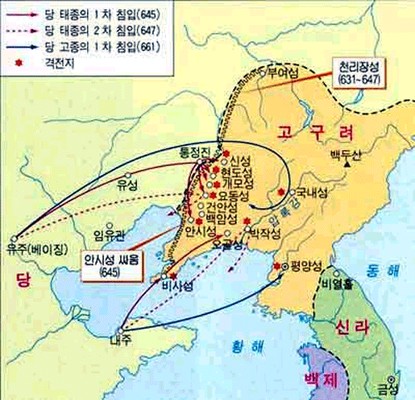 당 태종의 1차 침입(645)
당 태종의 2차 침입(647)
당 고종의 1차 침입(661)
격전지
천리장성
(631~647)
부여성
고구려
백두산
통정진
신성
현도성
개모성
요동성
국내성
유성
안안성
백암성
압록강
임유관
안시성
오골성
박작성
유주(베이징)
안시성 싸움
(645)
당
평양성
비사성
동해
비열홀
내주
신라
황해
백제
금성